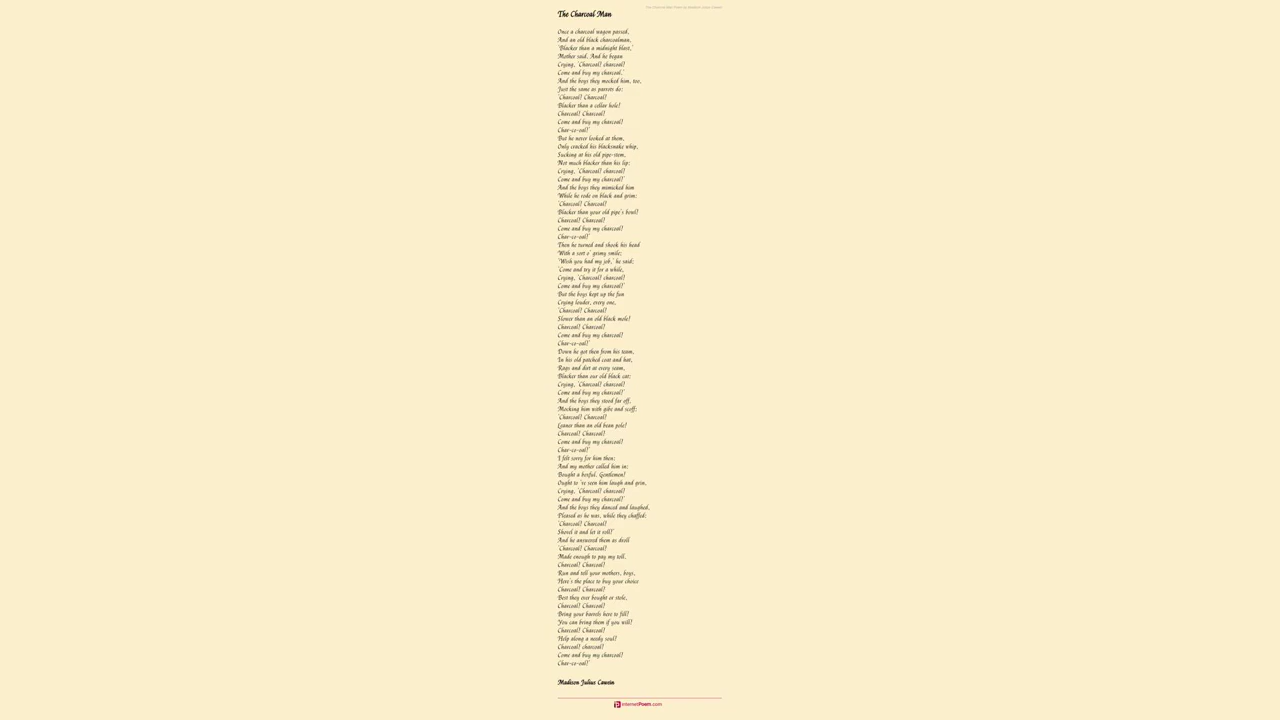 The Charcoal Man Poem by Madison Julius Cawein
The Charcoal Man
Once a charcoal wagon passed,
And an old black charcoalman,
'Blacker than a midnight blast,'
Mother said. And he began
Crying, 'Charcoal! charcoal!
Come and buy my charcoal.'
And the boys they mocked him, too,
Just the same as parrots do:
'Charcoal! Charcoal!
Blacker than a cellar hole!
Charcoal! Charcoal!
Come and buy my charcoal!
Char-co-oal!'
But he never looked at them,
Only cracked his blacksnake whip,
Sucking at his old pipe-stem,
Not much blacker than his lip:
Crying, 'Charcoal! charcoal!
Come and buy my charcoal!'
And the boys they mimicked him
While he rode on black and grim:
'Charcoal! Charcoal!
Blacker than your old pipe's bowl!
Charcoal! Charcoal!
Come and buy my charcoal!
Char-co-oal!'
Then he turned and shook his head
With a sort o' grimy smile;
'Wish you had my job,' he said;
'Come and try it for a while,
Crying, 'Charcoal! charcoal!
Come and buy my charcoal!'
But the boys kept up the fun
Crying louder, every one,
'Charcoal! Charcoal!
Slower than an old black mole!
Charcoal! Charcoal!
Come and buy my charcoal!
Char-co-oal!'
Down he got then from his team,
In his old patched coat and hat,
Rags and dirt at every seam,
Blacker than our old black cat:
Crying, 'Charcoal! charcoal!
Come and buy my charcoal!'
And the boys they stood far off,
Mocking him with gibe and scoff:
'Charcoal! Charcoal!
Leaner than an old bean pole!
Charcoal! Charcoal!
Come and buy my charcoal!
Char-co-oal!'
I felt sorry for him then:
And my mother called him in:
Bought a boxful. Gentlemen!
Ought to 've seen him laugh and grin,
Crying, 'Charcoal! charcoal!
Come and buy my charcoal!'
And the boys they danced and laughed,
Pleased as he was, while they chaffed:
'Charcoal! Charcoal!
Shovel it and let it roll!'
And he answered them as droll
'Charcoal! Charcoal!
Made enough to pay my toll.
Charcoal! Charcoal!
Run and tell your mothers, boys,
Here's the place to buy your choice
Charcoal! Charcoal!
Best they ever bought or stole,
Charcoal! Charcoal!
Bring your barrels here to fill!
You can bring them if you will!
Charcoal! Charcoal!
Help along a needy soul!
Charcoal! charcoal!
Come and buy my charcoal!
Char-co-oal!'
Madison Julius Cawein
InternetPoem.com